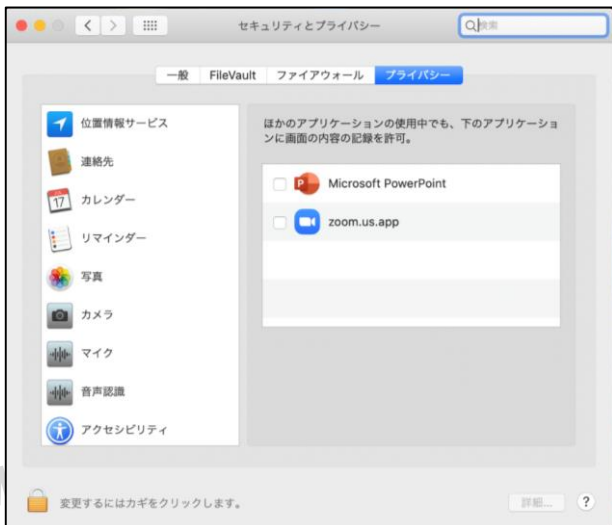 セキュリティとプライバシー
検索
一般
FileVault
ファイアウォール
プライバシー
位置情報サービス
連絡先
17
カレンダー
リマインダー
写真
カメラ
マイク
音声認識
アクセシビリティ
ほかのアプリケーションの使用中でも、下のアプリケーショ
ンに画面の内容の記録を許可。
P
Microsoft PowerPoint
zoom.us.app
変更するにはカギをクリックします。
詳細...
?